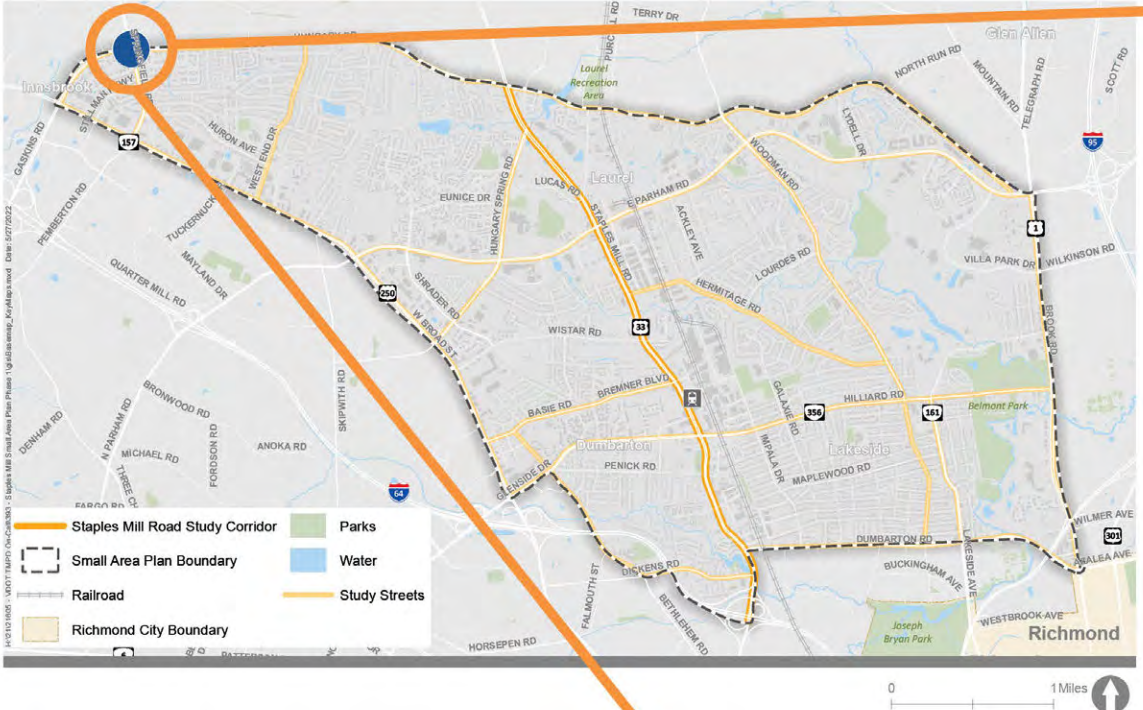 TERRY DR
Glen Allen
HUNGARY RD
NORTH RUN RD
MOUNTAIN RD
TELEGRAPH RD
SCOTT RD
Innsbrook
Laurel
Recreation
Area
LYDELL DR
95
GASKINS RD
157
HURON AVE
WEST END DR
WOODMAN RD
EUNICE DR
HUNGARY SPRING RD
LUCAS RD
Laurel
E PARHAM RD
STAPLES MILL RD
ACKLEY AVE
1
PEMBERTON RD
VILLA PARK DR
WILKINSON RD
QUARTER MILL RD
MAYLAND DR
LOURDES RD
BROOK RD
250
SHRADER RD
HERMITAGE RD
W BROAD ST
WISTAR RD
33
BRONWOOD RD
SKIPWITH RD
BREMNER BLVD
BASIE RD
GALAXIE RD
356
HILLIARD RD
161
Belmont Park
DENHAM RD
N PARHAM RD
MICHAEL RD
FORDSON RD
ANOKA RD
Dumbarton
IMPALA DR
Lakeside
GLENSIDE DR
PENICK RD
MAPLEWOOD RD
64
FARGO RD
Staples Mill Road Study Corridor
Parks
Small Area Plan Boundary
Water
Railroad
Study Streets
Richmond City Boundary
WILMER AVE
301
AZALEA AVE
DUMBARTON RD
LAKESIDE AVE
BUCKINGHAM AVE
DICKENS RD
FALMOUTH ST
BETHLEHEM RD
WESTBROOK AVE
Joseph
Bryan Park
Richmond
HORSEPEN RD
0
1 Miles